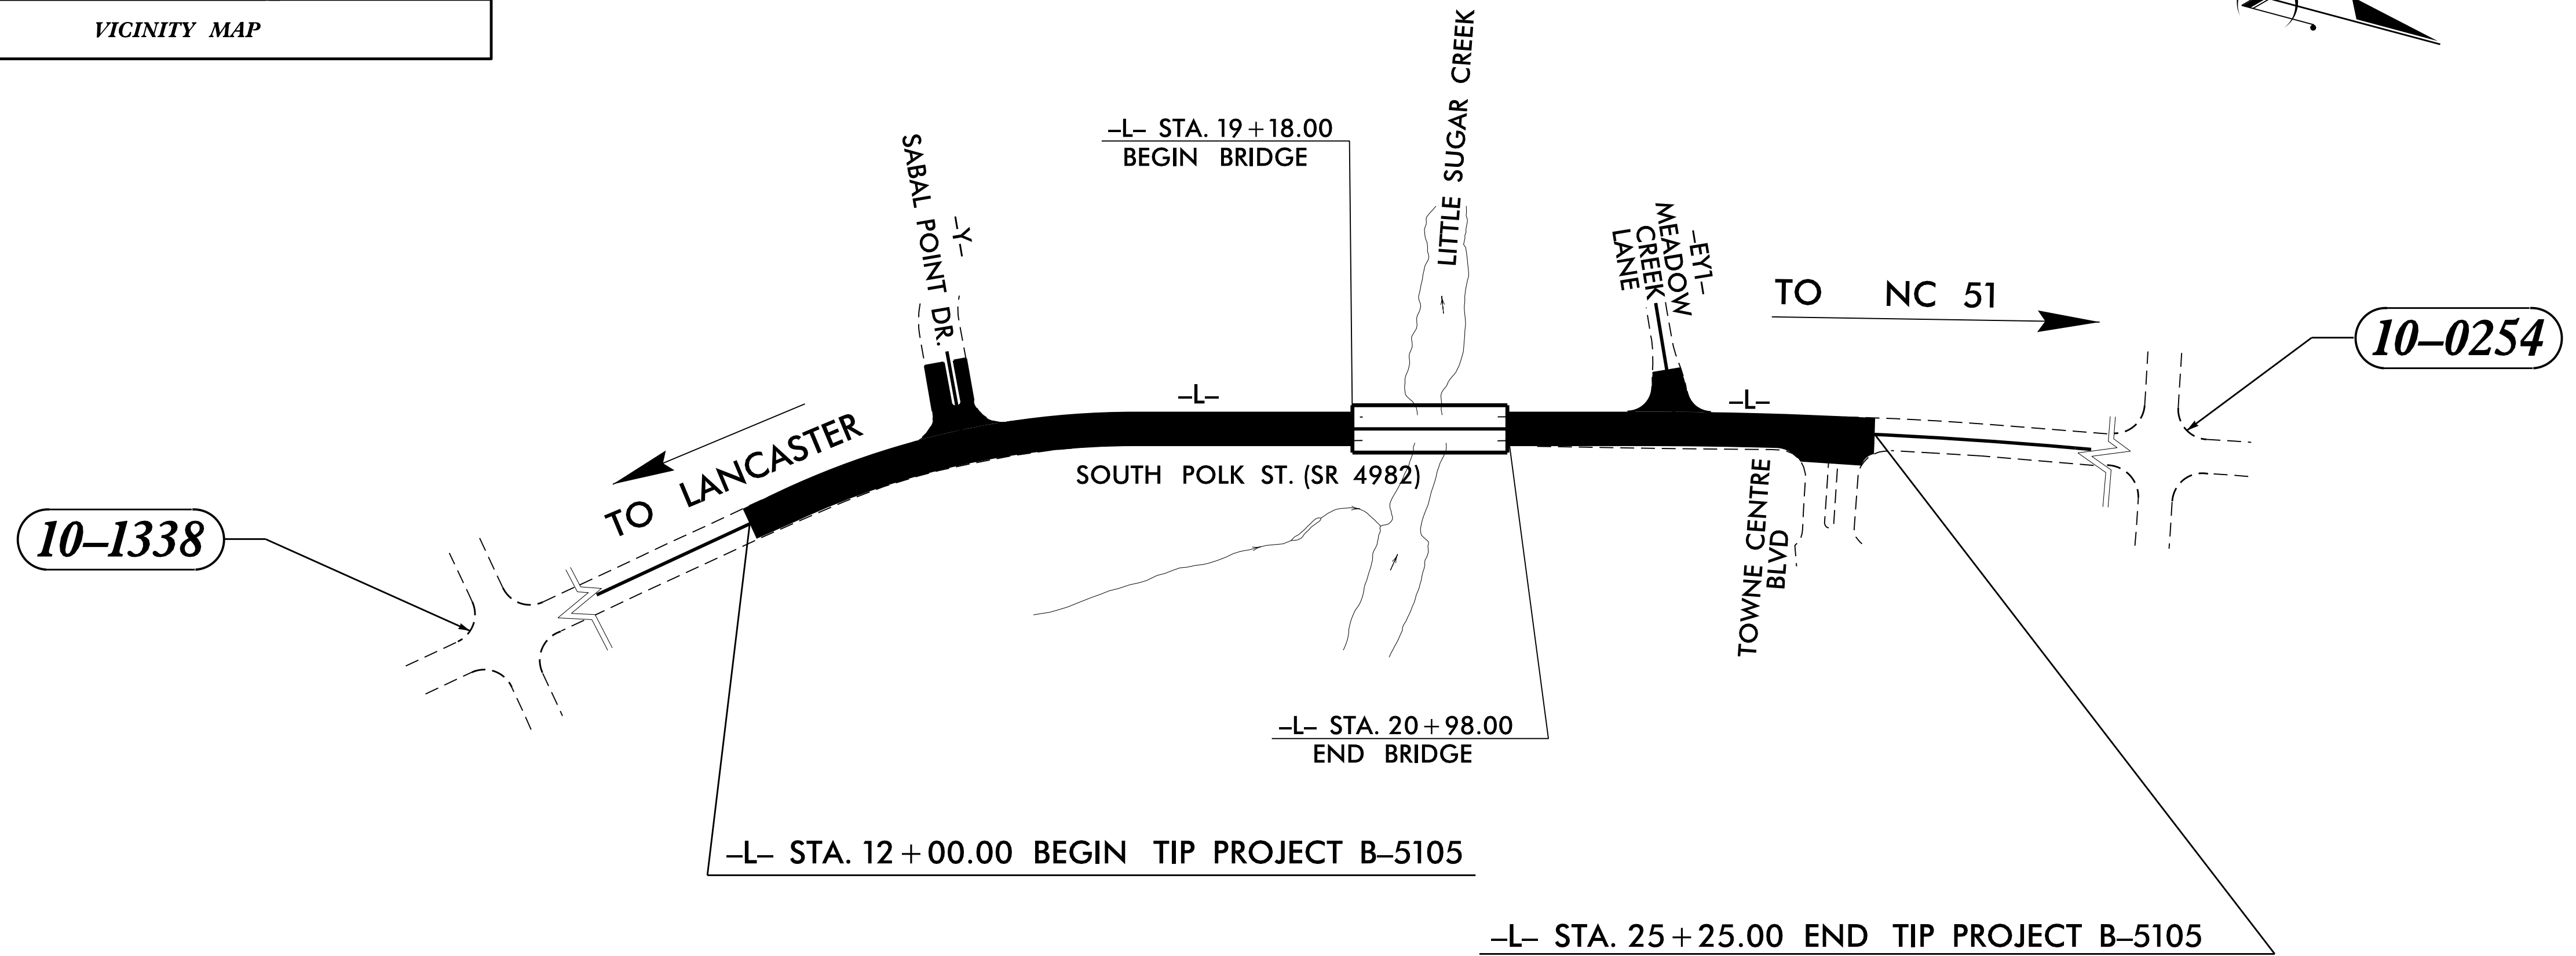 VICINITY MAP
LITTLE SUGAR CREEK
–L– STA. 19+18.00
BEGIN BRIDGE
SABAL POINT DR.
–Y–
MEADOW
CREEK
LANE
–EY1–
TO NC 51
10–0254
–L–
–L–
TO LANCASTER
SOUTH POLK ST. (SR 4982)
10–1338
TOWNE CENTRE
BLVD
–L– STA. 20+98.00
END BRIDGE
–L– STA. 12+00.00 BEGIN TIP PROJECT B–5105
–L– STA. 25+25.00 END TIP PROJECT B–5105